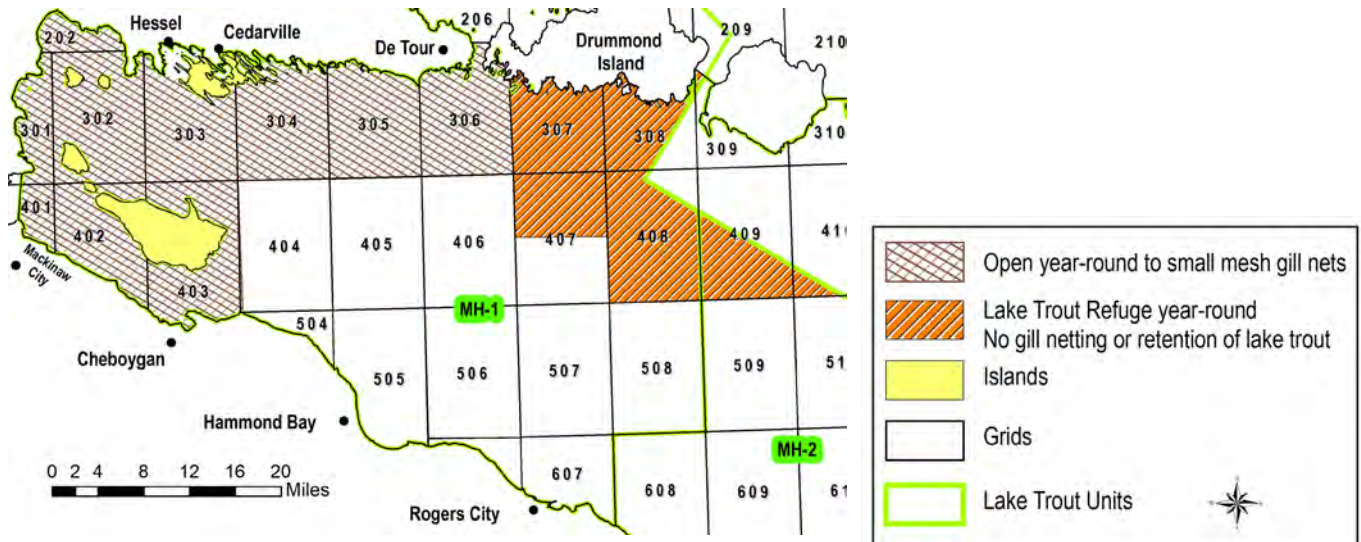 Hessel
Cedarville
De Tour
206
Drummond
Island
209
210
202
301
302
303
304
305
306
307
308
309
310
401
402
403
404
405
406
407
408
409
Mackinaw
City
MH-1
Cheboygan
504
505
506
507
508
509
Hammond Bay
MH-2
0 2 4 8 12 16 20
Miles
607
608
609
Rogers City
Open year-round to small mesh gill nets
Lake Trout Refuge year-round
No gill netting or retention of lake trout
Islands
Grids
Lake Trout Units